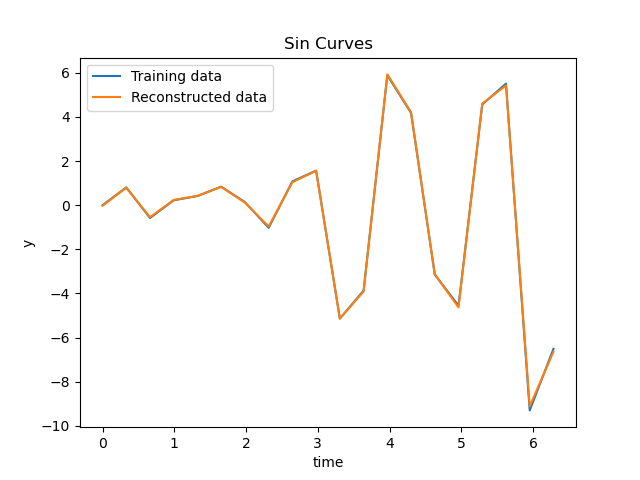 Sin Curves
Training data
Reconstructed data
6
4
2
0
−2
−4
−6
−8
−10
y
0 1 2 3 4 5 6
time